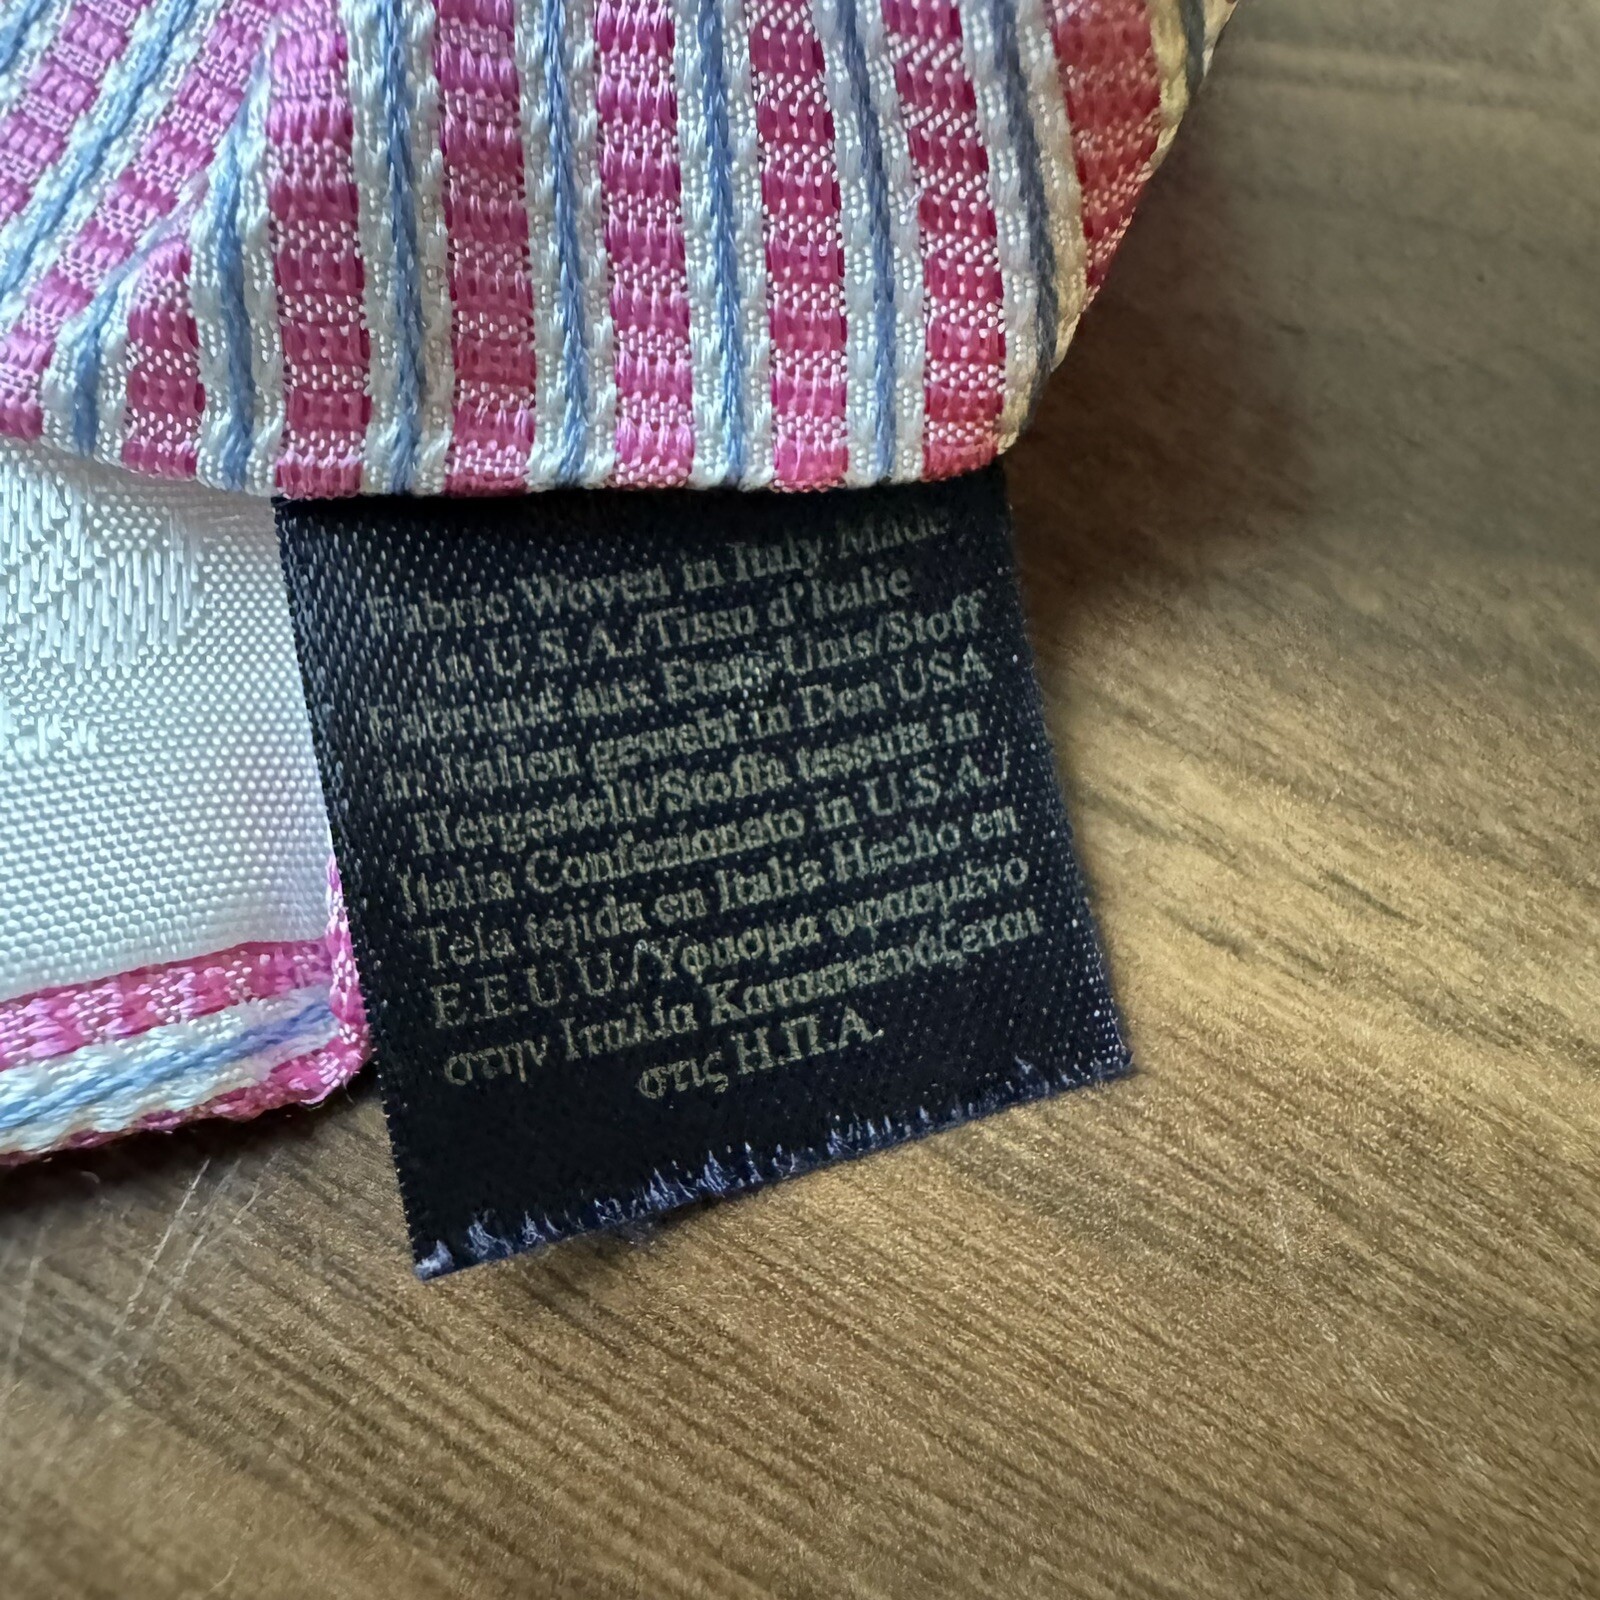 Fabric Woven in Italy Made
in U.S.A./Tissu d'Italie
Fabrique aux Etats-Unis/Stoff
in Italien gewebt in Den USA
Hergestellt/Stoffa tessuta in
Italia Confezionato in U.S.A./
Tela tejida en Italia Hecho en
E.E.U.U./Υφασμα υφασμένο
στην Ιταλία Κατασκευάζεται
στις Η.Π.Α.